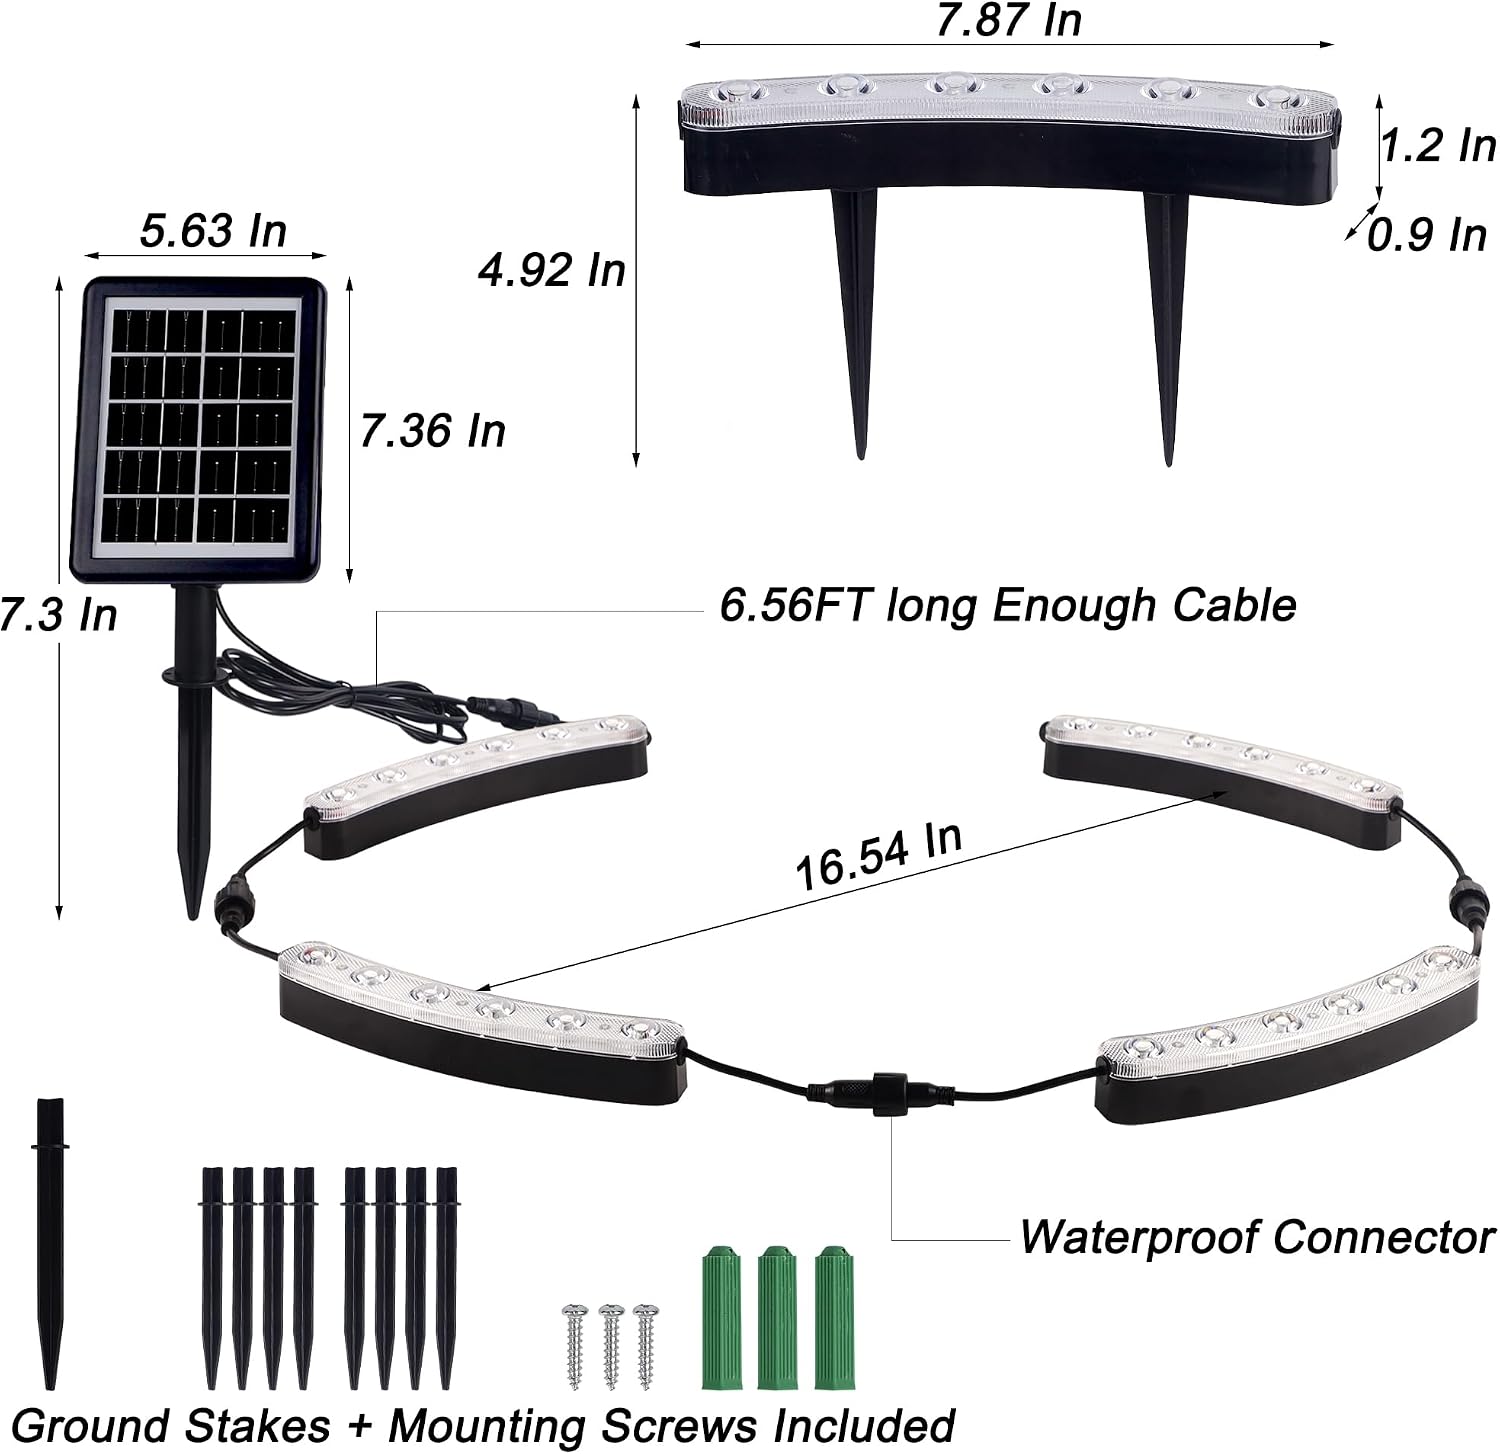 7.87 In
1.2 In
0.9 In
4.92 In
5.63 In
7.36 In
7.3 In
6.56FT long Enough Cable
16.54 In
Waterproof Connector
Ground Stakes + Mounting Screws Included